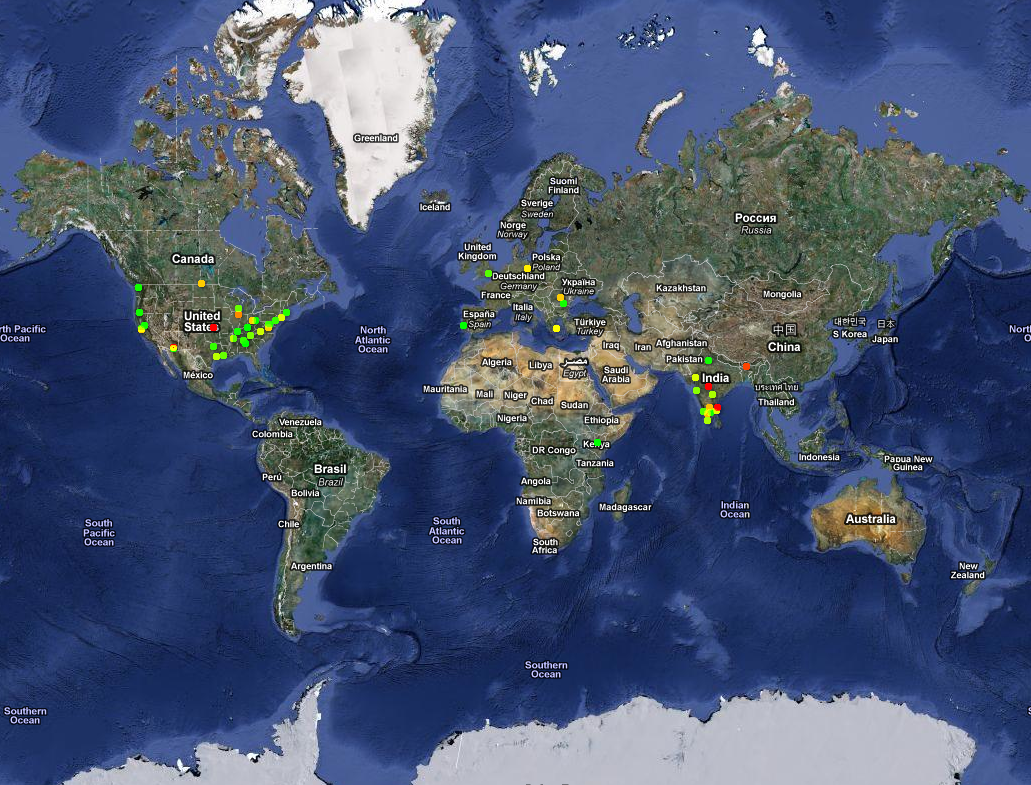 Greenland
Iceland
Suomi
Finland
Sverige
Sweden
Norge
Norway
Россия
Russia
United
Kingdom
Polska
Poland
Canada
Deutschland
Germany
Україна
Ukraine
Kazakhstan
Mongolia
France
United
States
España
Spain
Italia
Italy
Türkiye
Turkey
中国
China
대한민국
S Korea
日本
Japan
rth Pacific
Ocean
North
Atlantic
Ocean
Nort
O
Iraq
Iran
Afghanistan
Pakistan
México
Algeria
Libya
مصر
Egypt
Saudi
Arabia
India
ประเทศไทย
Thailand
Mauritania
Mali
Niger
Chad
Sudan
Nigeria
Ethiopia
Venezuela
Colombia
DR Congo
Kenya
Tanzania
Indonesia
Papua New
Guinea
Perú
Brasil
Brazil
Bolivia
Angola
Namibia
Botswana
Madagascar
Indian
Ocean
South
Pacific
Ocean
Chile
South
Atlantic
Ocean
Australia
South
Africa
Argentina
New
Zealand
Southern
Ocean
Southern
Ocean
S